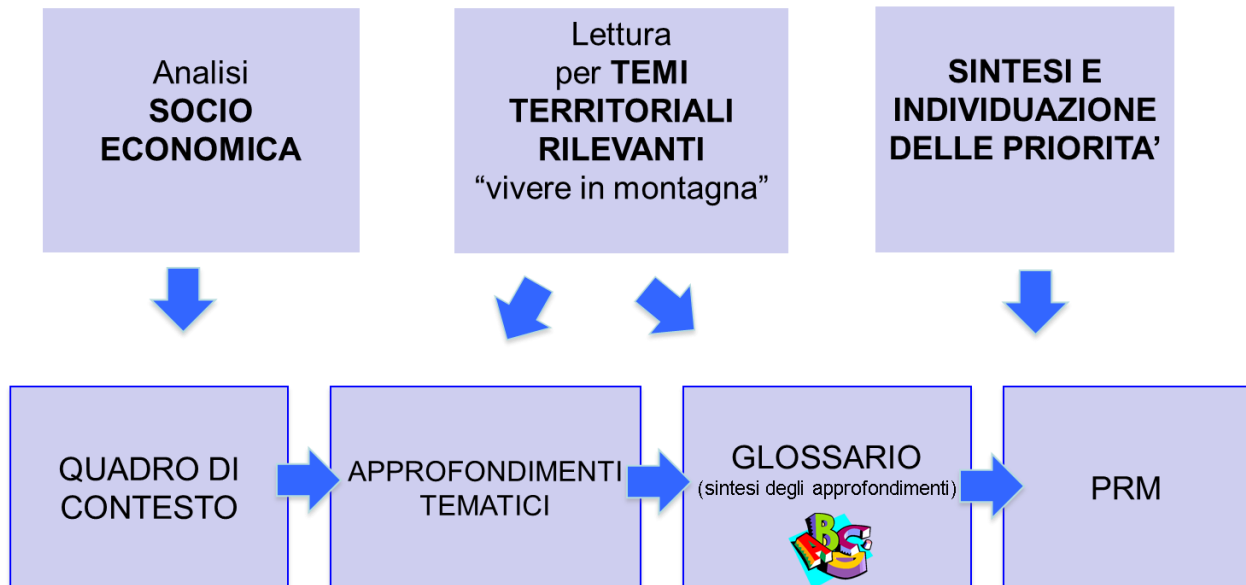 Analisi
SOCIO
ECONOMICA
Lettura
per TEMI
TERRITORIALI
RILEVANTI
“vivere in montagna”
SINTESI E
INDIVIDUAZIONE
DELLE PRIORITA’
QUADRO DI
CONTESTO
APPROFONDIMENTI
TEMATICI
GLOSSARIO
(sintesi degli approfondimenti)
A B C D
PRM